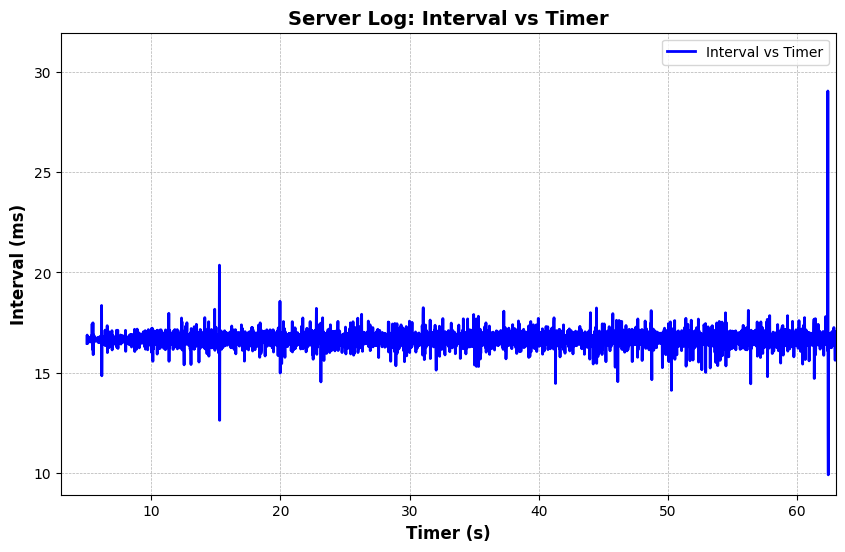 Server Log: Interval vs Timer
Interval vs Timer
30
25
20
15
10
Interval (ms)
10 20 30 40 50 60
Timer (s)